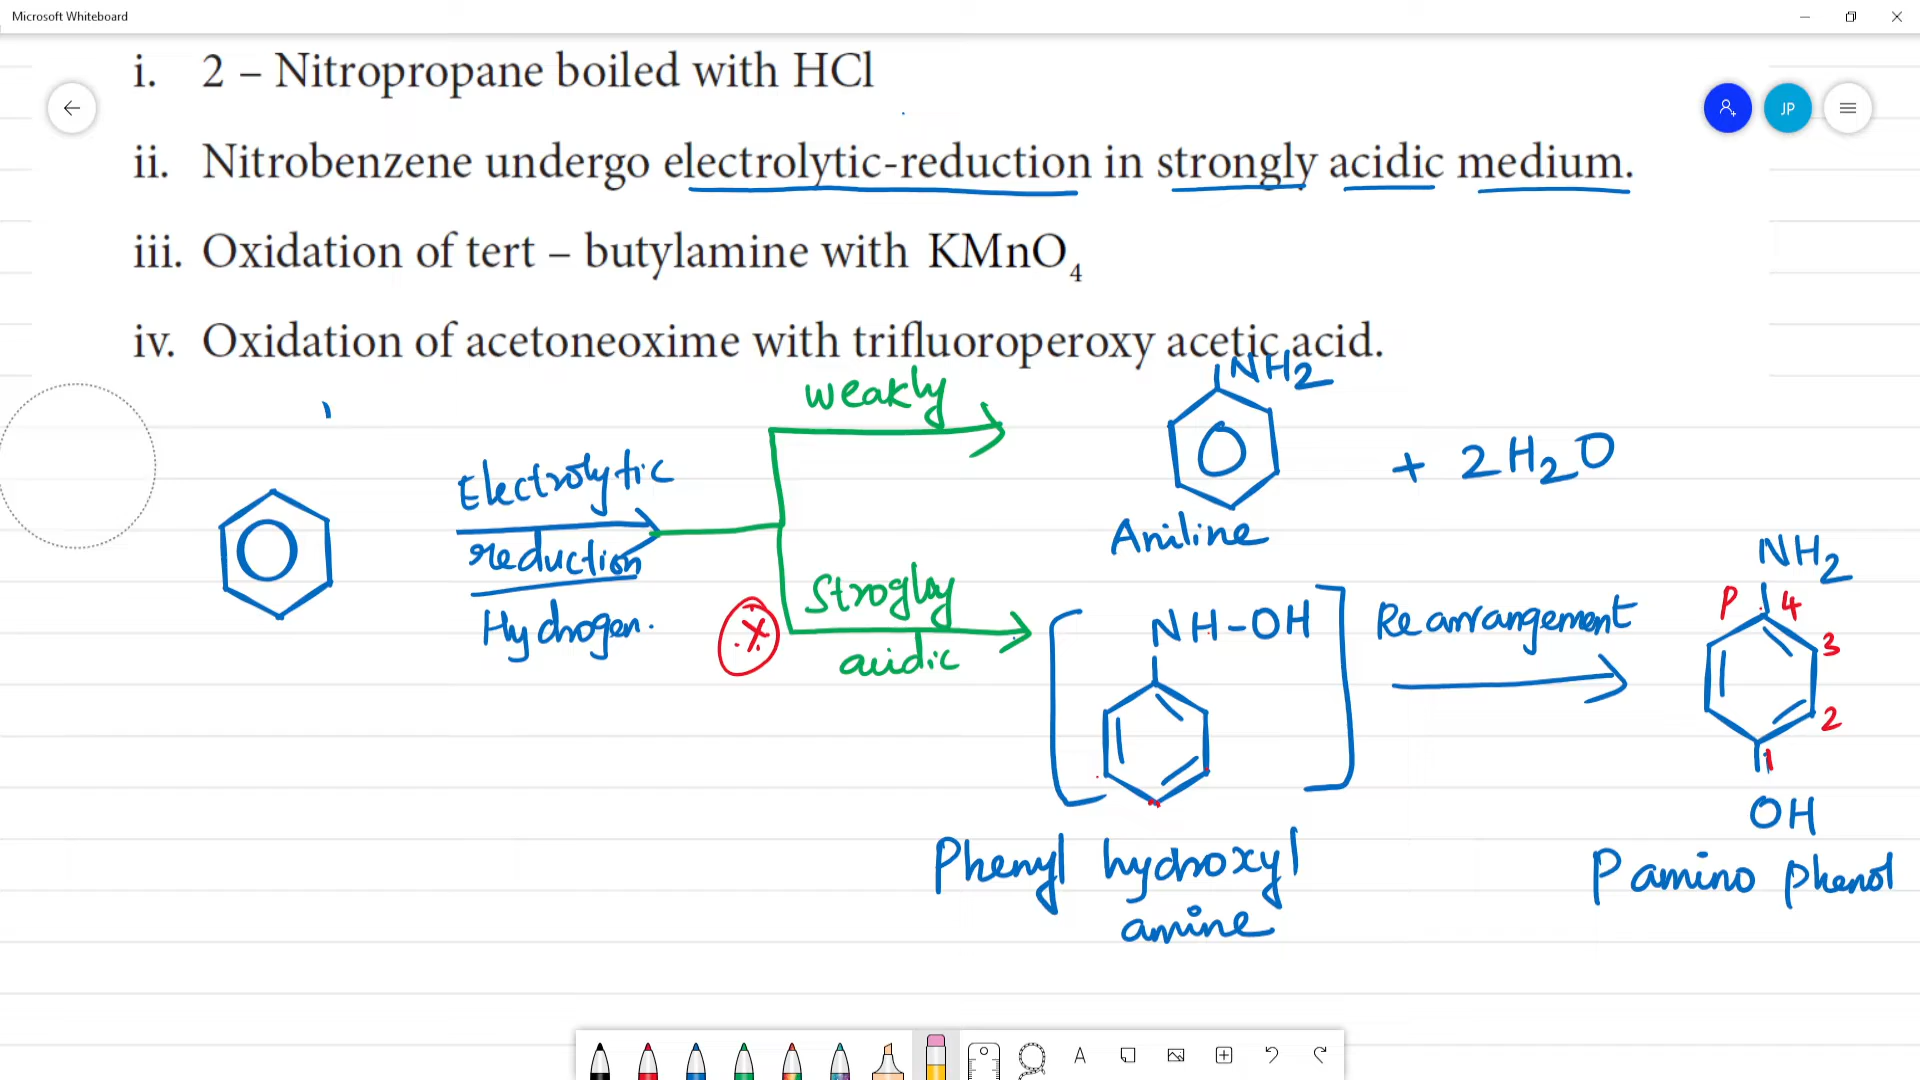 Microsoft Whiteboard
i. 2 – Nitropropane boiled with HCl
JP
ii. Nitrobenzene undergo electrolytic-reduction in strongly acidic medium.
iii. Oxidation of tert – butylamine with KMnO4
iv. Oxidation of acetoneoxime with trifluoroperoxy acetic acid.
weakly
NH2
Electrolytic
reduction
Hydrogen.
+ 2H2O
Aniline
Strogloy
acidic
X
NH-OH
Rearrangement
NH2
P 4
3
2
1
OH
Phenyl hydroxyl
amine
P amino phenol
A